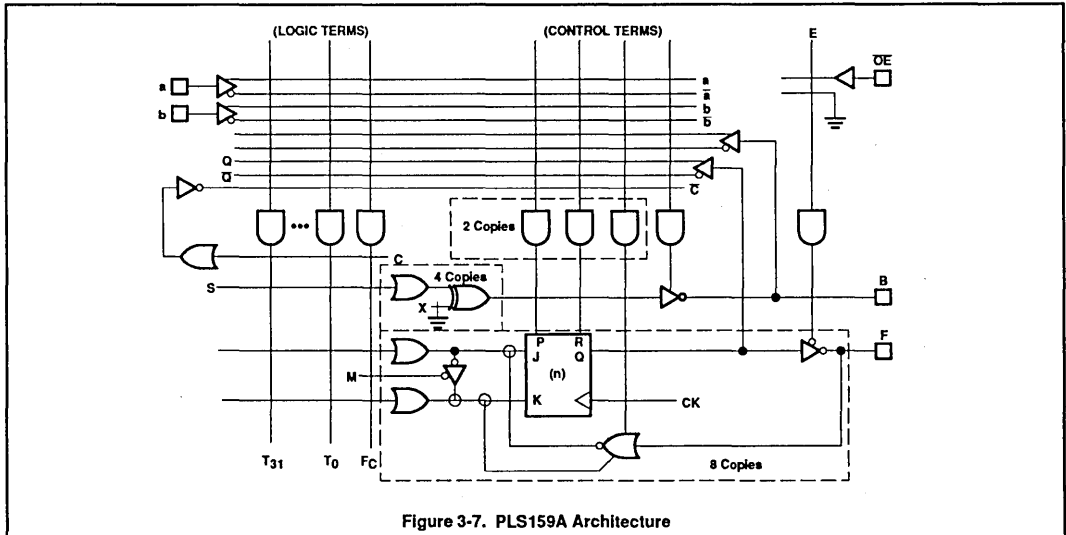 (LOGIC TERMS)
(CONTROL TERMS)
E
O̅E̅
a
a
a̅
b
b
b̅
Q
Q̅
C̅
2 Copies
C
4 Copies
S
X
B
F
P
R
J
Q
(n)
M
K
CK
T31
T0
FC
8 Copies
Figure 3-7. PLS159A Architecture